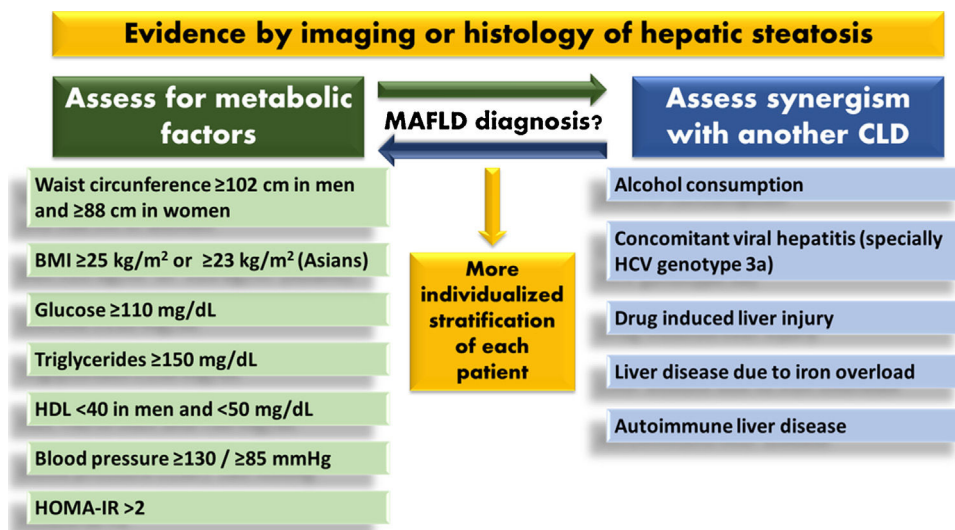 Evidence by imaging or histology of hepatic steatosis
Assess for metabolic
factors
MAFLD diagnosis?
Assess synergism
with another CLD
Waist circunference ≥102 cm in men
and ≥88 cm in women
BMI ≥25 kg/m² or ≥23 kg/m² (Asians)
Glucose ≥110 mg/dL
Triglycerides ≥150 mg/dL
HDL <40 in men and <50 mg/dL
Blood pressure ≥130 / ≥85 mmHg
HOMA-IR >2
More
individualized
stratification
of each
patient
Alcohol consumption
Concomitant viral hepatitis (specially
HCV genotype 3a)
Drug induced liver injury
Liver disease due to iron overload
Autoimmune liver disease